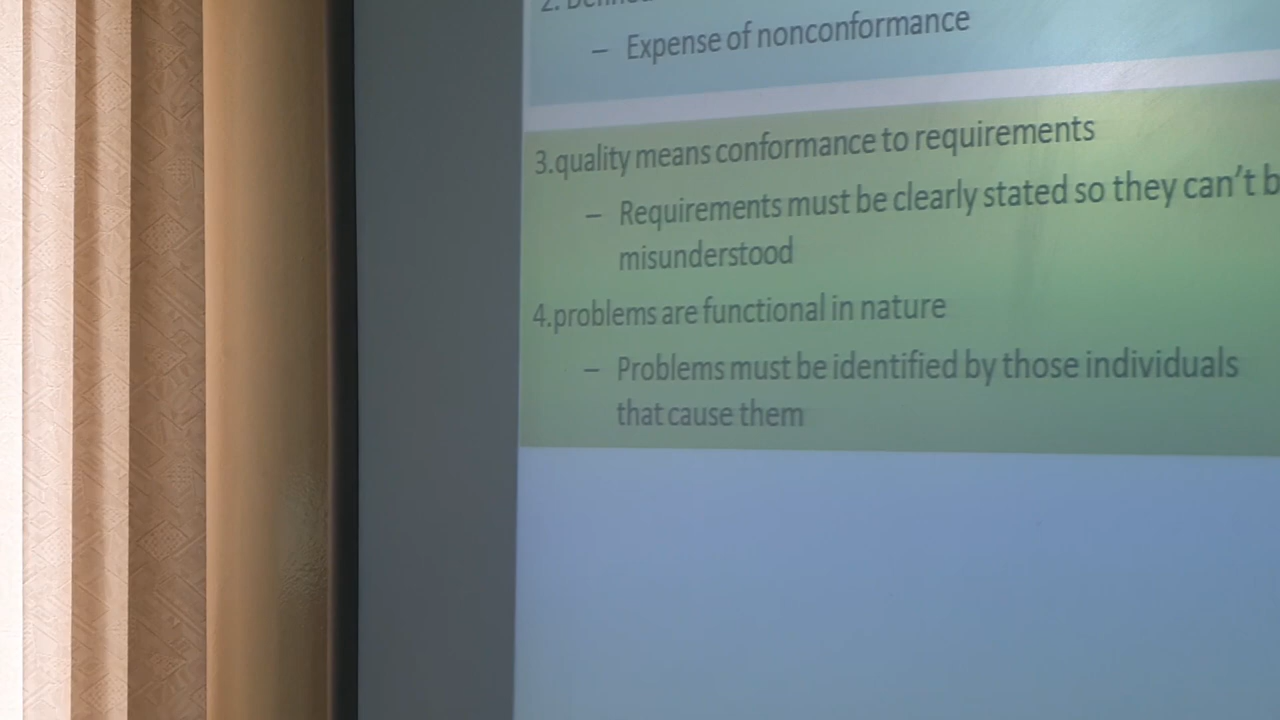 2.
– Expense of nonconformance
3.quality means conformance to requirements
– Requirements must be clearly stated so they can't
misunderstood
4.problems are functional in nature
– Problems must be identified by those individuals
that cause them